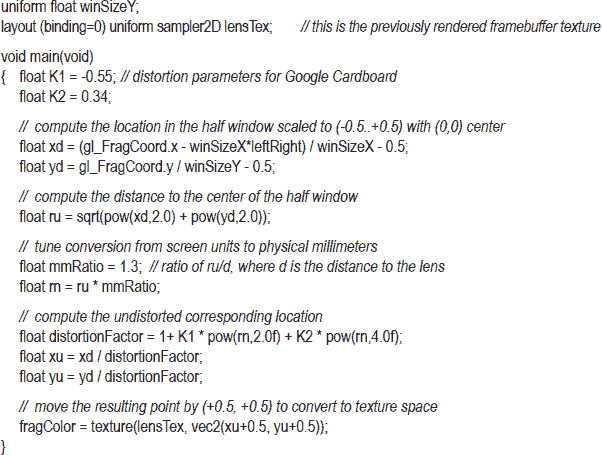 uniform float winSizeY;
layout (binding=0) uniform sampler2D lensTex; // this is the previously rendered framebuffer texture
void main(void)
{ float K1 = -0.55; // distortion parameters for Google Cardboard
float K2 = 0.34;
// compute the location in the half window scaled to (-0.5..+0.5) with (0,0) center
float xd = (gl_FragCoord.x - winSizeX*leftRight) / winSizeX - 0.5;
float yd = gl_FragCoord.y / winSizeY - 0.5;
// compute the distance to the center of the half window
float ru = sqrt(pow(xd,2.0) + pow(yd,2.0));
// tune conversion from screen units to physical millimeters
float mmRatio = 1.3; // ratio of ru/d, where d is the distance to the lens
float rn = ru * mmRatio;
// compute the undistorted corresponding location
float distortionFactor = 1+ K1 * pow(rn,2.0f) + K2 * pow(rn,4.0f);
float xu = xd / distortionFactor;
float yu = yd / distortionFactor;
// move the resulting point by (+0.5, +0.5) to convert to texture space
fragColor = texture(lensTex, vec2(xu+0.5, yu+0.5));
}